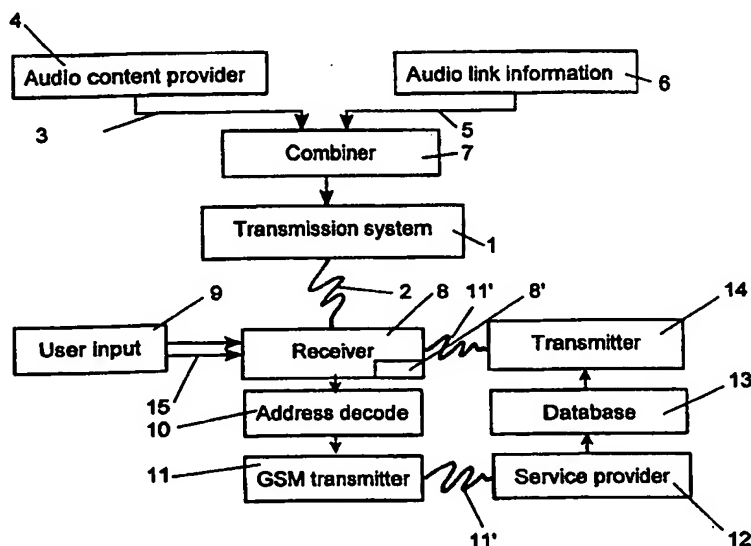 4
Audio content provider
Audio link information
6
3
5
Combiner
7
Transmission system
1
9
2
8
11'
8'
14
User input
Receiver
Transmitter
15
10
Address decode
Database
13
11
GSM transmitter
Service provider
11'
12